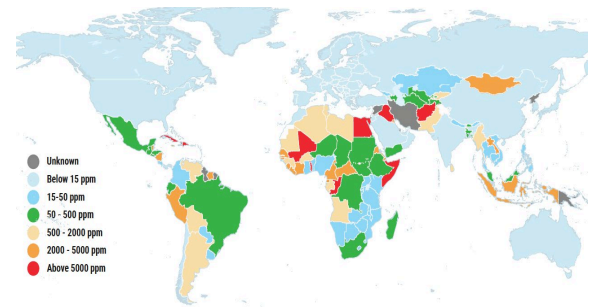 Unknown
Below 15 ppm
15-50 ppm
50 - 500 ppm
500 - 2000 ppm
2000 - 5000 ppm
Above 5000 ppm